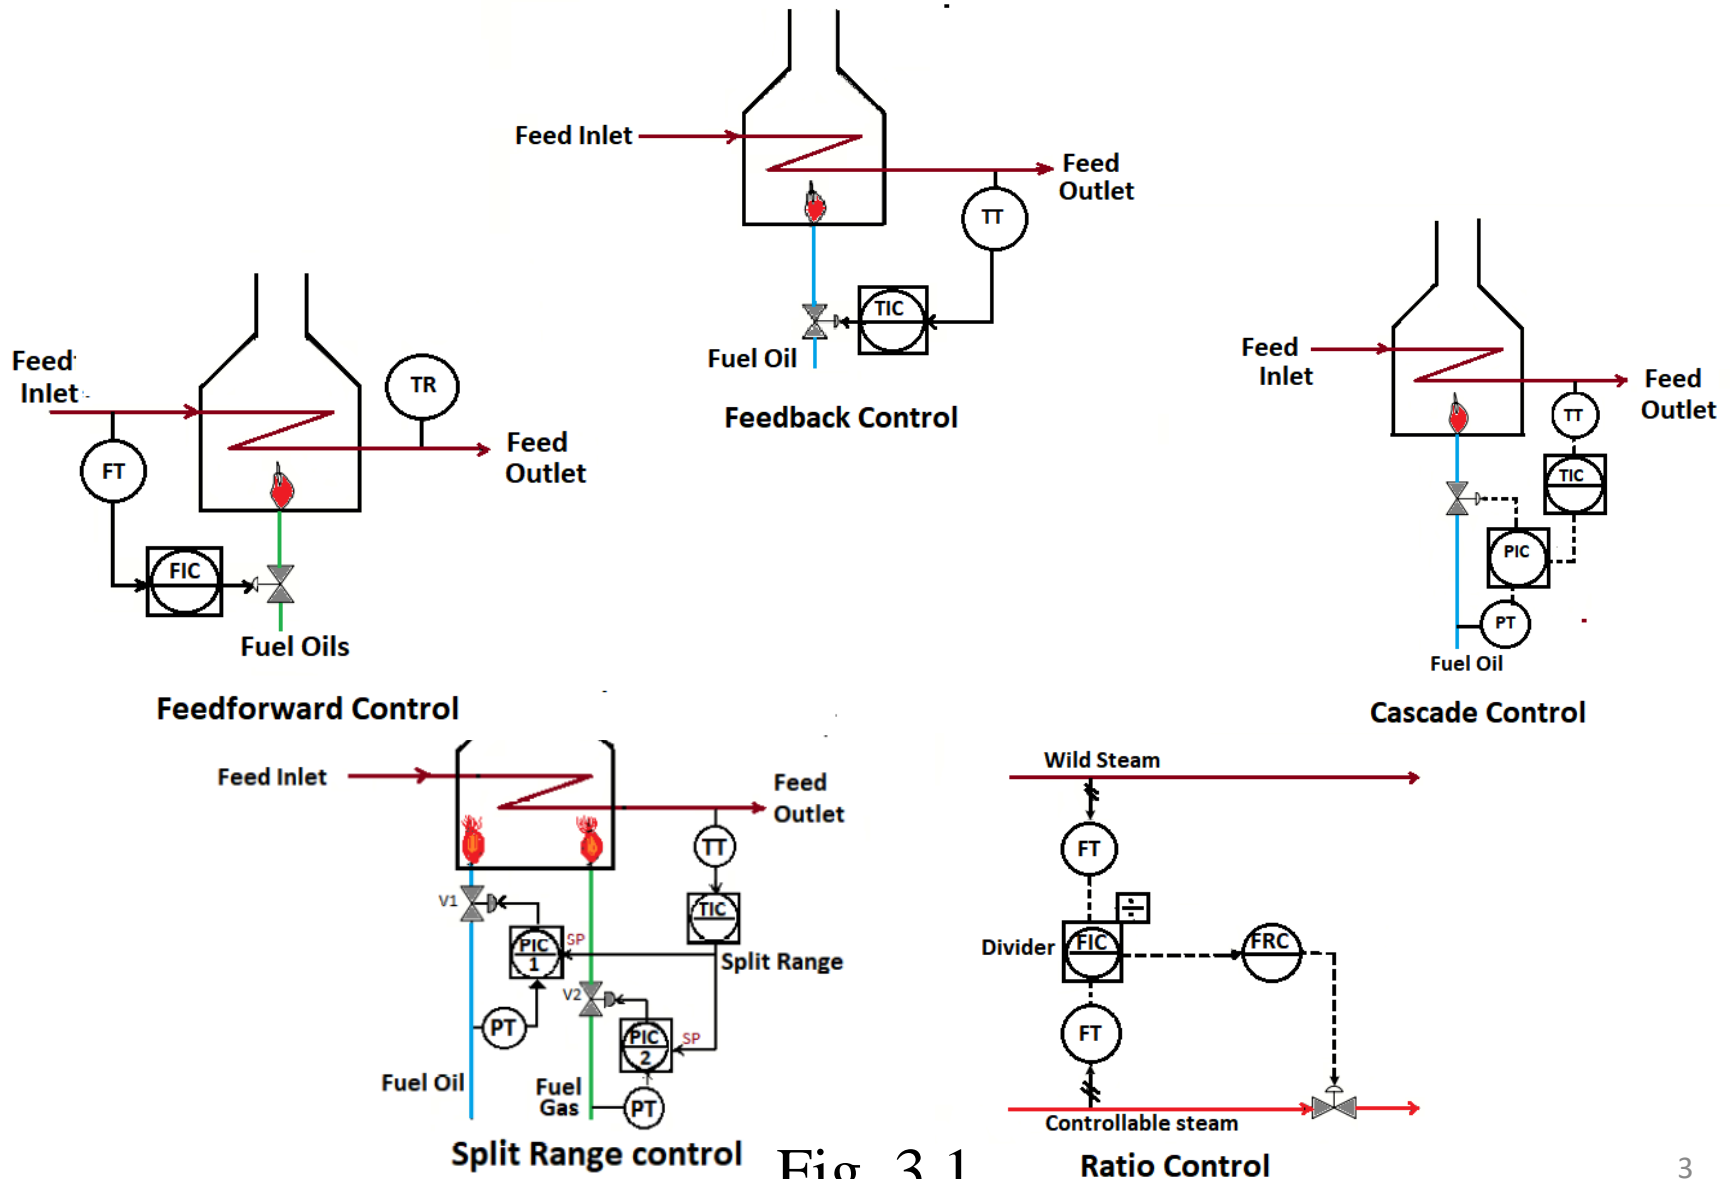 Feed Inlet
Feed
Outlet
TT
TIC
Fuel Oil
Feedback Control
Feed
Inlet
TR
FT
Feed
Outlet
FIC
Fuel Oils
Feedforward Control
Feed
Inlet
Feed
Outlet
TT
TIC
PIC
PT
Fuel Oil
Cascade Control
Feed Inlet
Feed
Outlet
TT
V1
TIC
PIC
1
SP
Split Range
V2
PT
PIC
2
SP
Fuel Oil
Fuel
Gas
PT
Split Range control
Wild Steam
FT
Divider
FIC
÷
FRC
FT
Controllable steam
Ratio Control
Fig. 3.1
3